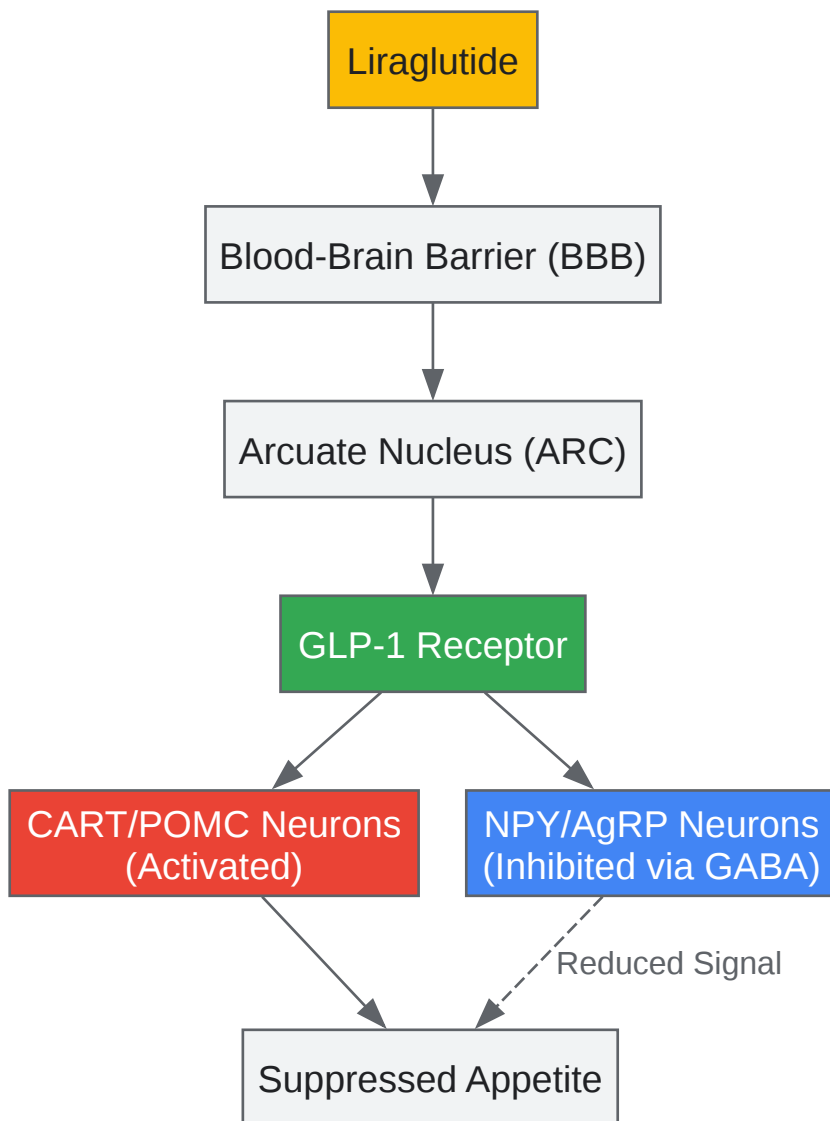 Liraglutide
Blood-Brain Barrier (BBB)
Arcuate Nucleus (ARC)
GLP-1 Receptor
CART/POMC Neurons
(Activated)
NPY/AgRP Neurons
(Inhibited via GABA)
Reduced Signal
Suppressed Appetite